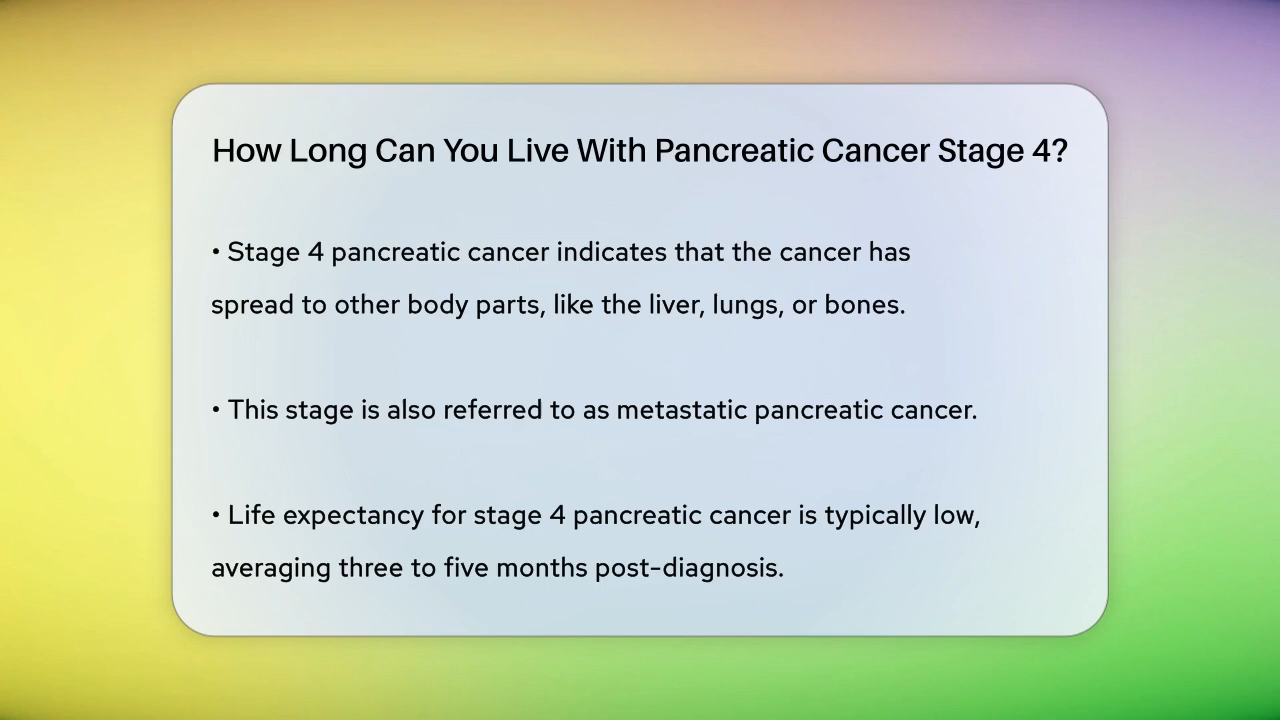 How Long Can You Live With Pancreatic Cancer Stage 4?
• Stage 4 pancreatic cancer indicates that the cancer has
spread to other body parts, like the liver, lungs, or bones.
• This stage is also referred to as metastatic pancreatic cancer.
• Life expectancy for stage 4 pancreatic cancer is typically low,
averaging three to five months post-diagnosis.